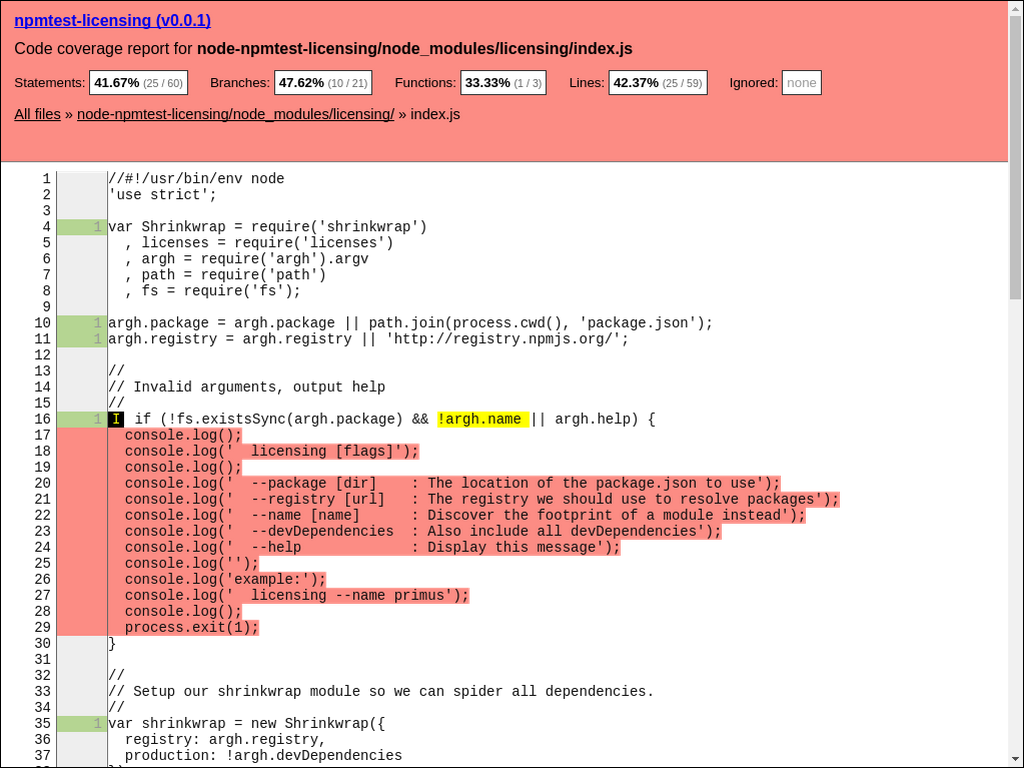 npmtest-licensing (v0.0.1)
Code coverage report for node-npmtest-licensing/node_modules/licensing/index.js
Statements: 41.67% (25 / 60) Branches: 47.62% (10 / 21) Functions: 33.33% (1 / 3) Lines: 42.37% (25 / 59) Ignored: none
All files » node-npmtest-licensing/node_modules/licensing/ » index.js
1 //#!/usr/bin/env node
2 'use strict';
3
4 1 var Shrinkwrap = require('shrinkwrap')
5   , licenses = require('licenses')
6   , argh = require('argh').argv
7   , path = require('path')
8   , fs = require('fs');
9
10 1 argh.package = argh.package || path.join(process.cwd(), 'package.json');
11 1 argh.registry = argh.registry || 'http://registry.npmjs.org/';
12
13 //
14 // Invalid arguments, output help
15 //
16 1 I if (!fs.existsSync(argh.package) && !argh.name || argh.help) {
17   console.log();
18   console.log('  licensing [flags]');
19   console.log();
20   console.log('  --package [dir]    : The location of the package.json to use');
21   console.log('  --registry [url]   : The registry we should use to resolve packages');
22   console.log('  --name [name]      : Discover the footprint of a module instead');
23   console.log('  --devDependencies  : Also include all devDependencies');
24   console.log('  --help             : Display this message');
25   console.log('');
26   console.log('example:');
27   console.log('  licensing --name primus');
28   console.log();
29   process.exit(1);
30 }
31
32 //
33 // Setup our shrinkwrap module so we can spider all dependencies.
34 //
35 1 var shrinkwrap = new Shrinkwrap({
36   registry: argh.registry,
37   production: !argh.devDependencies